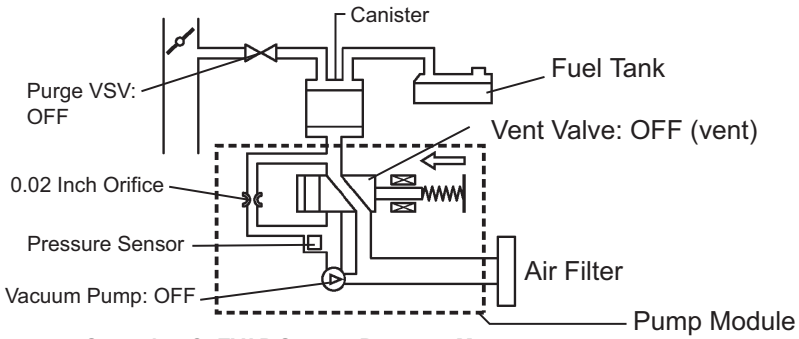 Canister
Fuel Tank
Purge VSV:
OFF
Vent Valve: OFF (vent)
0.02 Inch Orifice
Pressure Sensor
Air Filter
Vacuum Pump: OFF
Pump Module